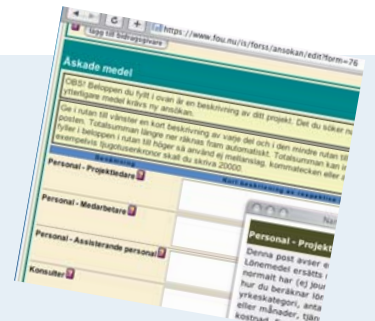 https://www.fou.nu/is/forss/ansokan/edit?form=76
lägg till bidragsgivare
Äskade medel
OBS! Beloppen du fyllt i ovan är en beskrivning av ditt projekt. Det du söker
ytterligare medel krävs ny ansökan.
Ge i rutan till vänster en kort beskrivning av varje del och i den mindre rutan till
posten. Totalsumman längre ner räknas fram automatiskt. Totalsumman kan
fyller i beloppen i rutan till höger så använd ej mellanslag, kommatecken eller
exempelvis tjugotusenkronor skall du skriva 20000.
Benämning Kort beskrivning av respektive
Personal - Projektledare ?
Personal - Medarbetare ?
Personal - Assisterande personal ?
Konsulter ?
Personal - Projekt
Denna post avser
Lönemedel ersätts
normalt har (ej jour
hur du beräknar lön
yrkeskategori, anta
eller månader, tjän
kostnad.